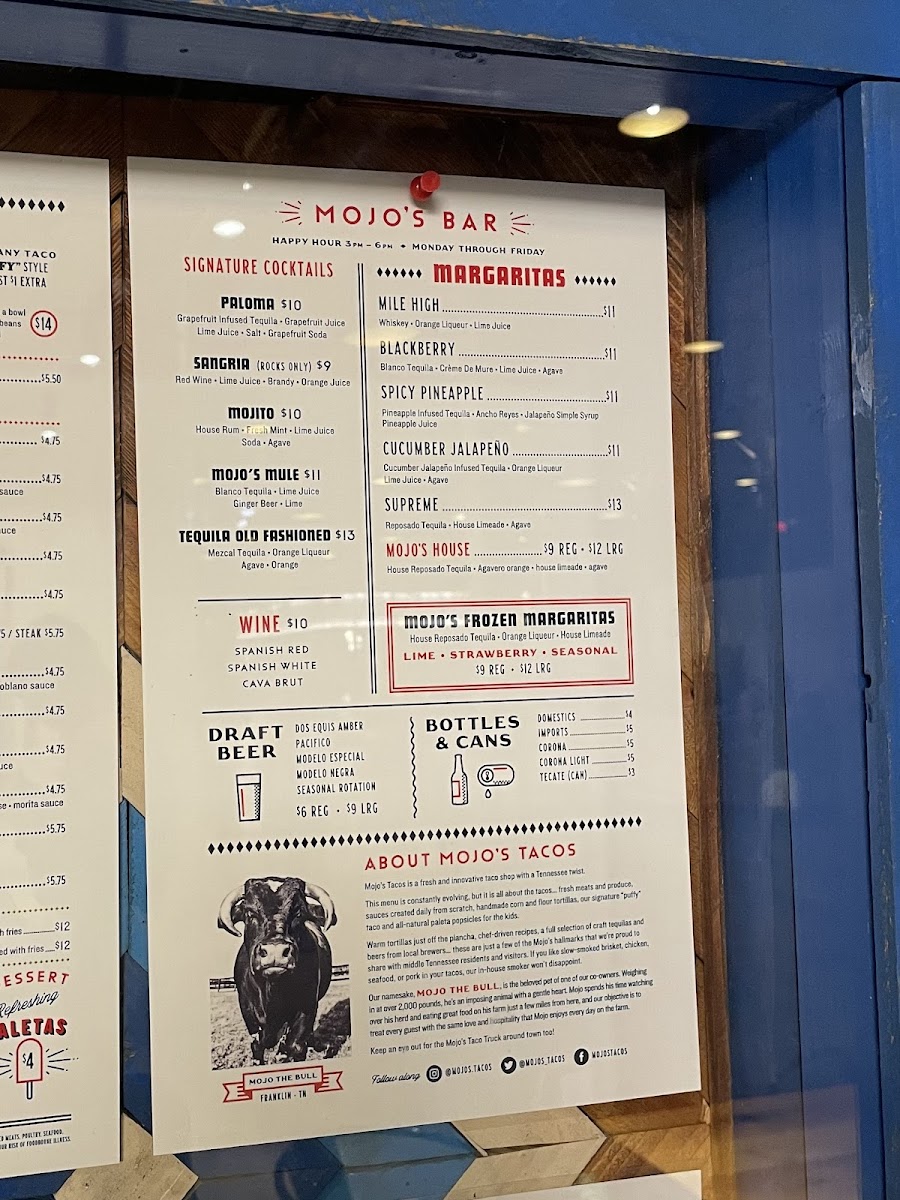 ANY TACO
FY" STYLE
ST $1 EXTRA
a bowl
beans
$14
$5.50
$4.75
$4.75
sauce
$4.75
uce
$4.75
$4.75
/ STEAK $5.75
$4.75
oblano sauce
$4.75
$4.75
uce
$4.75
se • morita sauce
$5.75
$5.75
h fries $12
ed with fries $12
ESSERT
Refreshing
ALETAS
$4
MEATS, POULTRY, SEAFOOD,
OUR RISK OF FOODBORNE ILLNESS.
MOJO'S BAR
HAPPY HOUR 3PM – 6PM • MONDAY THROUGH FRIDAY
SIGNATURE COCKTAILS
PALOMA $10
Grapefruit Infused Tequila • Grapefruit Juice
Lime Juice • Salt • Grapefruit Soda
SANGRIA (ROCKS ONLY) $9
Red Wine • Lime Juice • Brandy • Orange Juice
MOJITO $10
House Rum • Fresh Mint • Lime Juice
Soda • Agave
MOJO'S MULE $11
Blanco Tequila • Lime Juice
Ginger Beer • Lime
TEQUILA OLD FASHIONED $13
Mezcal Tequila • Orange Liqueur
Agave • Orange
WINE $10
SPANISH RED
SPANISH WHITE
CAVA BRUT
MARGARITAS
MILE HIGH $11
Whiskey • Orange Liqueur • Lime Juice
BLACKBERRY $11
Blanco Tequila • Crème De Mure • Lime Juice • Agave
SPICY PINEAPPLE $11
Pineapple Infused Tequila • Ancho Reyes • Jalapeño Simple Syrup
Pineapple Juice
CUCUMBER JALAPEÑO $11
Cucumber Jalapeño Infused Tequila • Orange Liqueur
Lime Juice • Agave
SUPREME $13
Reposado Tequila • House Limeade • Agave
MOJO'S HOUSE $9 REG • $12 LRG
House Reposado Tequila • Agavero orange • house limeade • agave
MOJO'S FROZEN MARGARITAS
House Reposado Tequila • Orange Liqueur • House Limeade
LIME • STRAWBERRY • SEASONAL
$9 REG • $12 LRG
DRAFT
BEER
DOS EQUIS AMBER
PACIFICO
MODELO ESPECIAL
MODELO NEGRA
SEASONAL ROTATION
$6 REG • $9 LRG
BOTTLES
& CANS
DOMESTICS $4
IMPORTS $5
CORONA $5
CORONA LIGHT $5
TECATE (CAN) $3
ABOUT MOJO'S TACOS
Mojo's Tacos is a fresh and innovative taco shop with a Tennessee twist.
This menu is constantly evolving, but it is all about the tacos... fresh meats and produce,
sauces created daily from scratch, handmade corn and flour tortillas, our signature "puffy"
taco and all-natural paleta popsicles for the kids.
Warm tortillas just off the plancha, chef-driven recipes, a full selection of craft tequilas and
beers from local brewers... these are just a few of the Mojo's hallmarks that we're proud to
share with middle Tennessee residents and visitors. If you like slow-smoked brisket, chicken,
seafood, or pork in your tacos, our in-house smoker won't disappoint.
Our namesake, MOJO THE BULL, is the beloved pet of one of our co-owners. Weighing
in at over 2,000 pounds, he's an imposing animal with a gentle heart. Mojo spends his time watching
over his herd and eating great food on his farm just a few miles from here, and our objective is to
treat every guest with the same love and hospitality that Mojo enjoys every day on the farm.
Keep an eye out for the Mojo's Taco Truck around town too!
Follow along @MOJOS.TACOS @MOJOS_TACOS MOJOSTACOS
MOJO THE BULL
FRANKLIN - TN